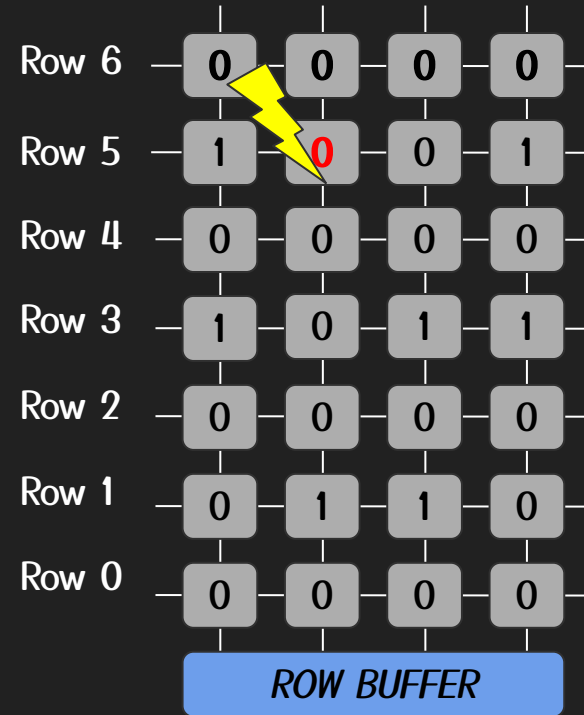 Row 6 0 0 0 0
Row 5 1 0 0 1
Row 4 0 0 0 0
Row 3 1 0 1 1
Row 2 0 0 0 0
Row 1 0 1 1 0
Row 0 0 0 0 0
ROW BUFFER